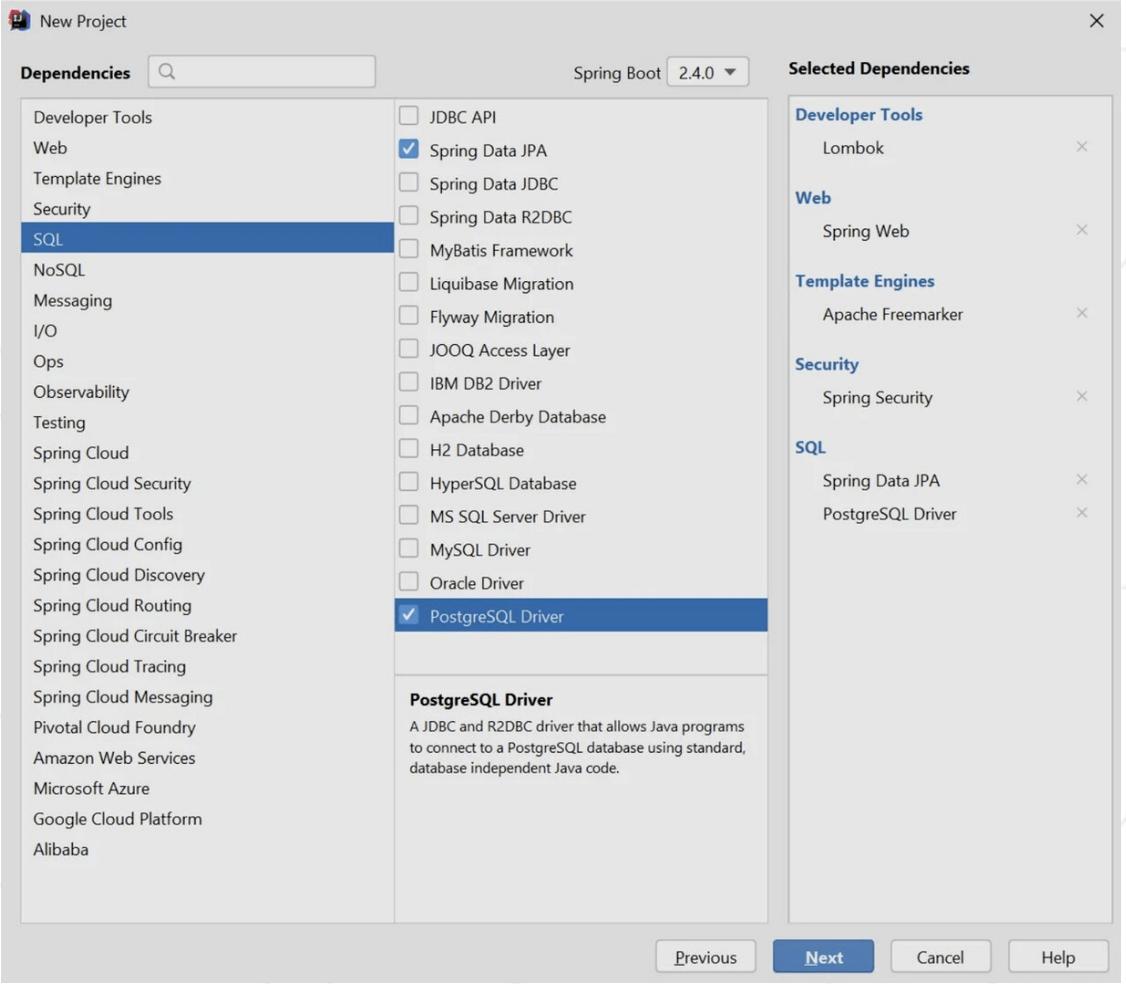 New Project
Dependencies
Spring Boot 2.4.0
Selected Dependencies
Developer Tools
Web
Template Engines
Security
SQL
NoSQL
Messaging
I/O
Ops
Observability
Testing
Spring Cloud
Spring Cloud Security
Spring Cloud Tools
Spring Cloud Config
Spring Cloud Discovery
Spring Cloud Routing
Spring Cloud Circuit Breaker
Spring Cloud Tracing
Spring Cloud Messaging
Pivotal Cloud Foundry
Amazon Web Services
Microsoft Azure
Google Cloud Platform
Alibaba
JDBC API
Spring Data JPA
Spring Data JDBC
Spring Data R2DBC
MyBatis Framework
Liquibase Migration
Flyway Migration
JOOQ Access Layer
IBM DB2 Driver
Apache Derby Database
H2 Database
HyperSQL Database
MS SQL Server Driver
MySQL Driver
Oracle Driver
PostgreSQL Driver
PostgreSQL Driver
A JDBC and R2DBC driver that allows Java programs
to connect to a PostgreSQL database using standard,
database independent Java code.
Developer Tools
Lombok
Web
Spring Web
Template Engines
Apache Freemarker
Security
Spring Security
SQL
Spring Data JPA
PostgreSQL Driver
Previous
Next
Cancel
Help